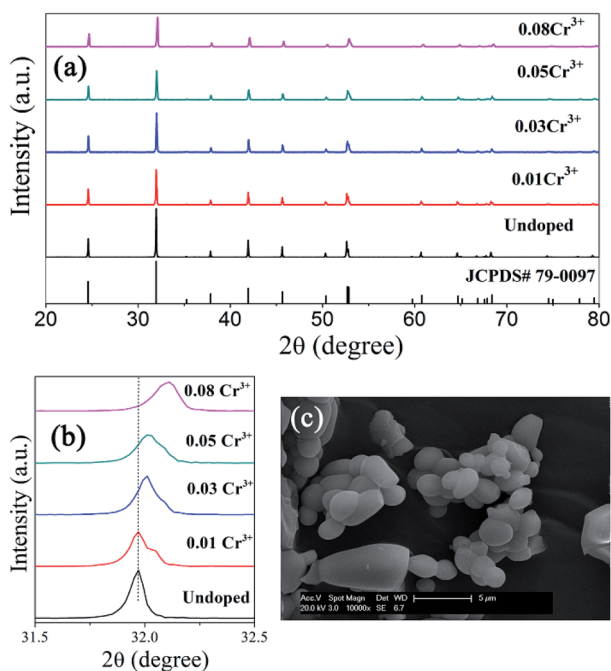 (a)
Intensity (a.u.)
0.08Cr³⁺
0.05Cr³⁺
0.03Cr³⁺
0.01Cr³⁺
Undoped
JCPDS# 79-0097
20 30 40 50 60 70 80
2θ (degree)
(b)
Intensity (a.u.)
0.08 Cr³⁺
0.05 Cr³⁺
0.03 Cr³⁺
0.01 Cr³⁺
Undoped
31.5 32.0 32.5
2θ (degree)
(c)
Acc.V Spot Magn Det WD
20.0 kV 3.0 10000x SE 6.7
5 μm